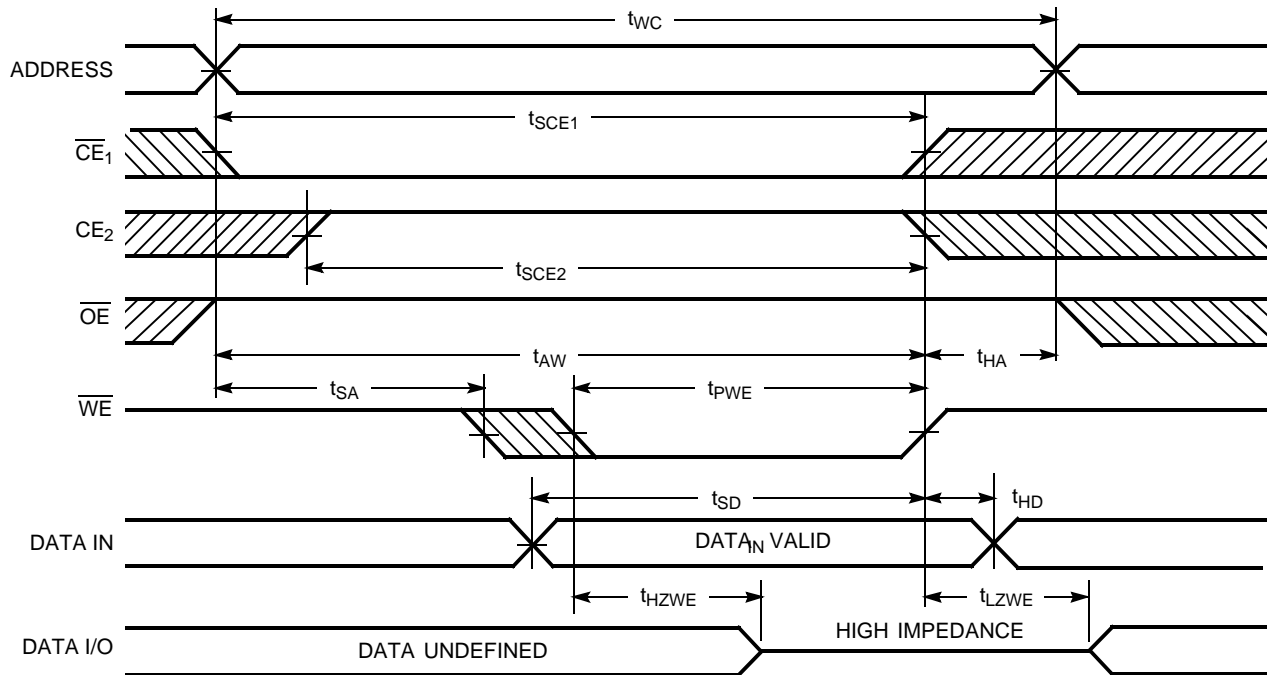 tWC
ADDRESS
tSCE1
CE1
CE2
tSCE2
OE
tAW
tHA
tSA
tPWE
WE
tSD
tHD
DATA IN
DATAIN VALID
tHZWE
tLZWE
HIGH IMPEDANCE
DATA I/O
DATA UNDEFINED